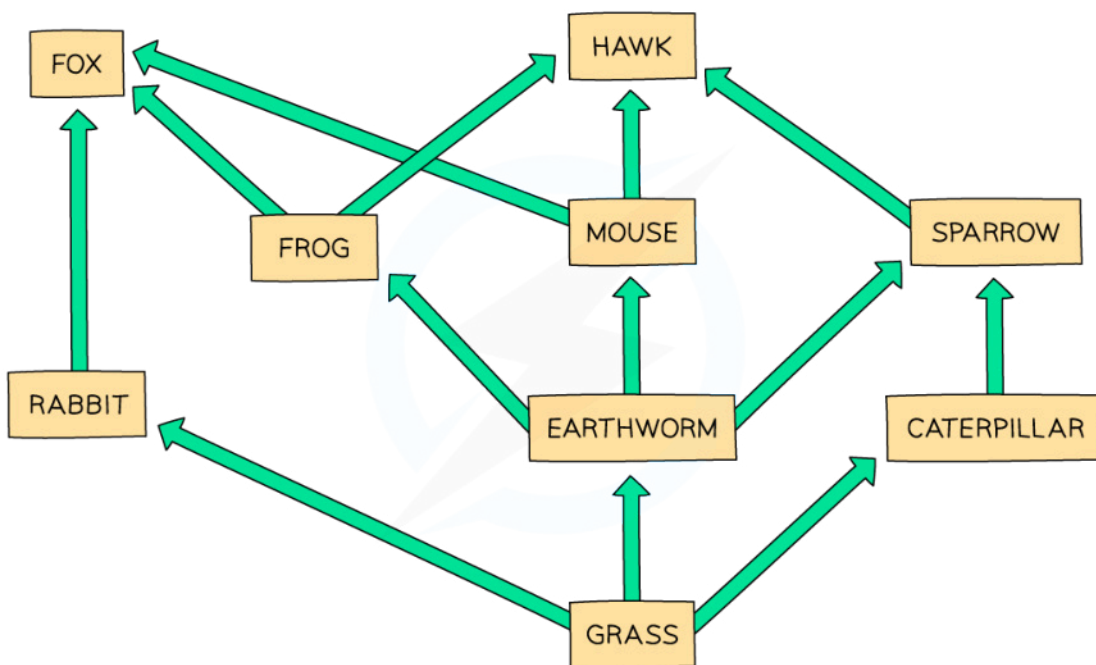 FOX
HAWK
FROG
MOUSE
SPARROW
RABBIT
EARTHWORM
CATERPILLAR
GRASS